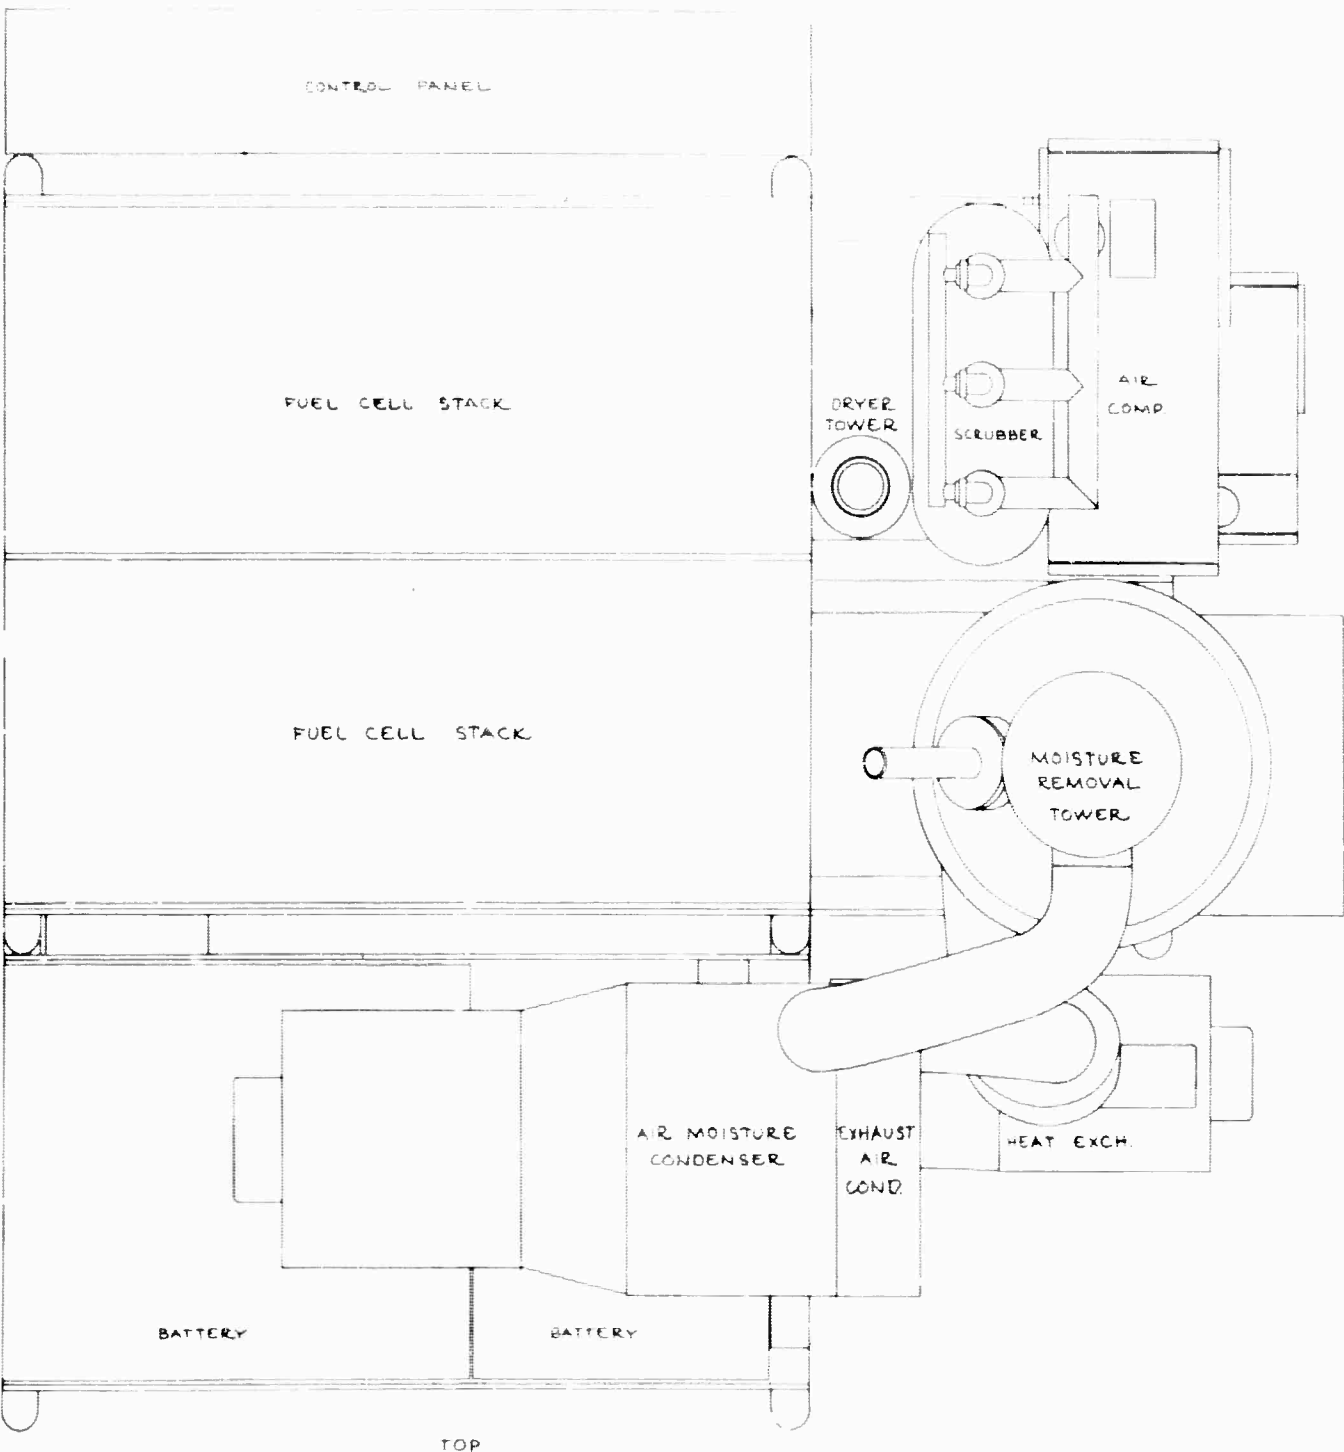 CONTROL PANEL
FUEL CELL STACK
DRYER
TOWER
SCRUBBER
AIR
COMP.
FUEL CELL STACK
MOISTURE
REMOVAL
TOWER
AIR MOISTURE
CONDENSER
EXHAUST
AIR
COND.
HEAT EXCH.
BATTERY
BATTERY
TOP